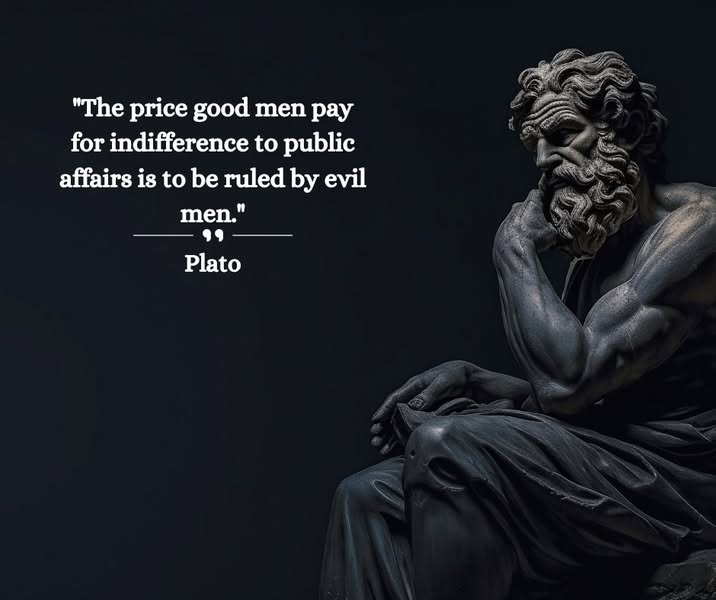 "The price good men pay
for indifference to public
affairs is to be ruled by evil
men."
Plato